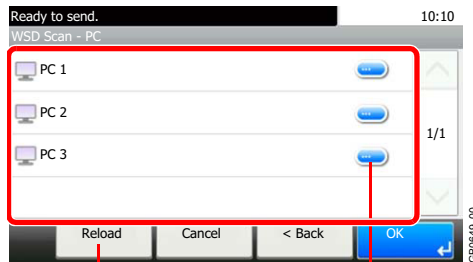 Ready to send. 10:10
WSD Scan - PC
PC 1
PC 2
PC 3
1/1
Reload Cancel < Back OK